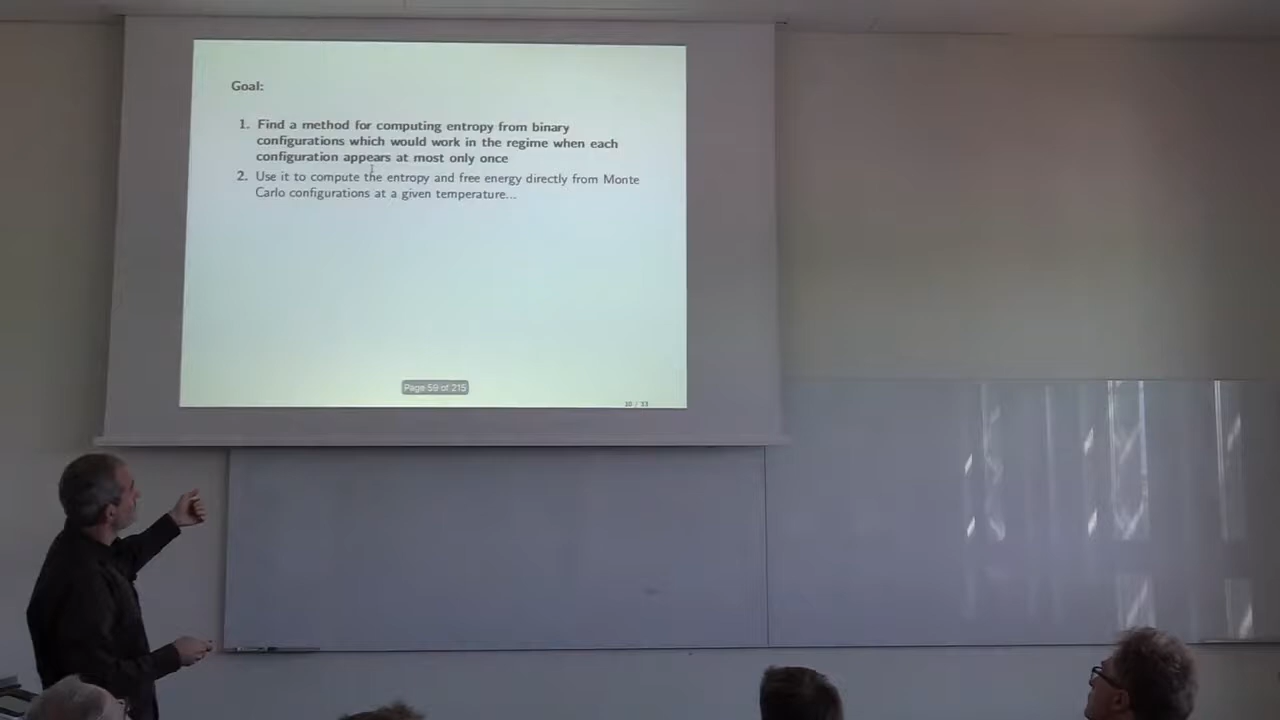 Goal:
1. Find a method for computing entropy from binary
configurations which would work in the regime when each
configuration appears at most only once
2. Use it to compute the entropy and free energy directly from Monte
Carlo configurations at a given temperature...
Page 59 of 215
10 / 33